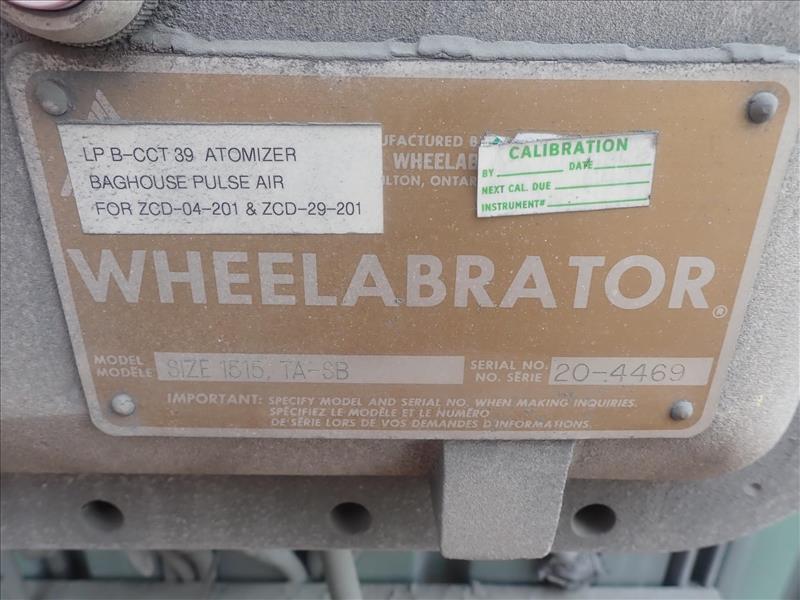 LP B-CCT 39 ATOMIZER
BAGHOUSE PULSE AIR
FOR ZCD-04-201 & ZCD-29-201
UFACTURED B
WHEELAB
LTON, ONTAR
CALIBRATION
BY DATE
NEXT CAL. DUE
INSTRUMENT#
WHEELABRATOR®
MODEL
MODÈLE
SIZE 1515, TA-SB
SERIAL NO.
NO. SÉRIE
20-4469
IMPORTANT: SPECIFY MODEL AND SERIAL NO. WHEN MAKING INQUIRIES.
SPÉCIFIEZ LE MODÈLE ET LE NUMÉRO
DE SÉRIE LORS DE VOS DEMANDES D'INFORMATIONS.